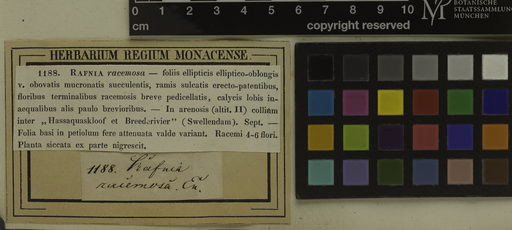 0 1 2 3 4 5 6 7 8 9 10
cm copyright reserved
BOTANISCHE
STAATSSAMMLUNG
MÜNCHEN
HERBARIUM REGIUM MONACENSE.
1188. RAFNIA racemosa — foliis ellipticis elliptico-oblongis
v. obovatis mucronatis succulentis, ramis sulcatis erecto-patentibus,
floribus terminalibus racemosis breve pedicellatis, calycis lobis in-
aequalibus alis paulo brevioribus. — In arenosis (altit. II) collium
inter „Hassaquaskloof et Breederivier" (Swellendam). Sept. —
Folia basi in petiolum fere attenuata valde variant. Racemi 4-6 flori.
Planta siccata ex parte nigrescit.
1188. Rafnia
racemosa. E.